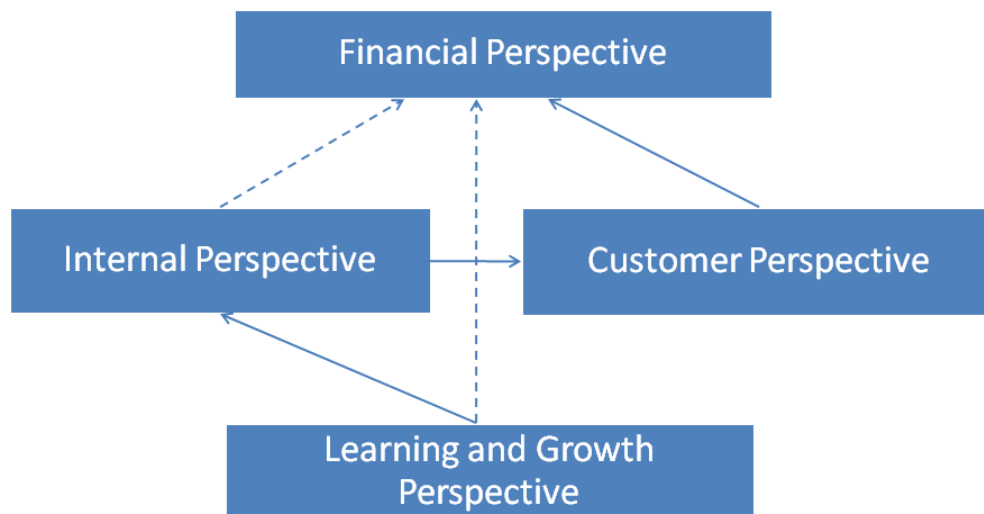 Financial Perspective
Internal Perspective
Customer Perspective
Learning and Growth
Perspective